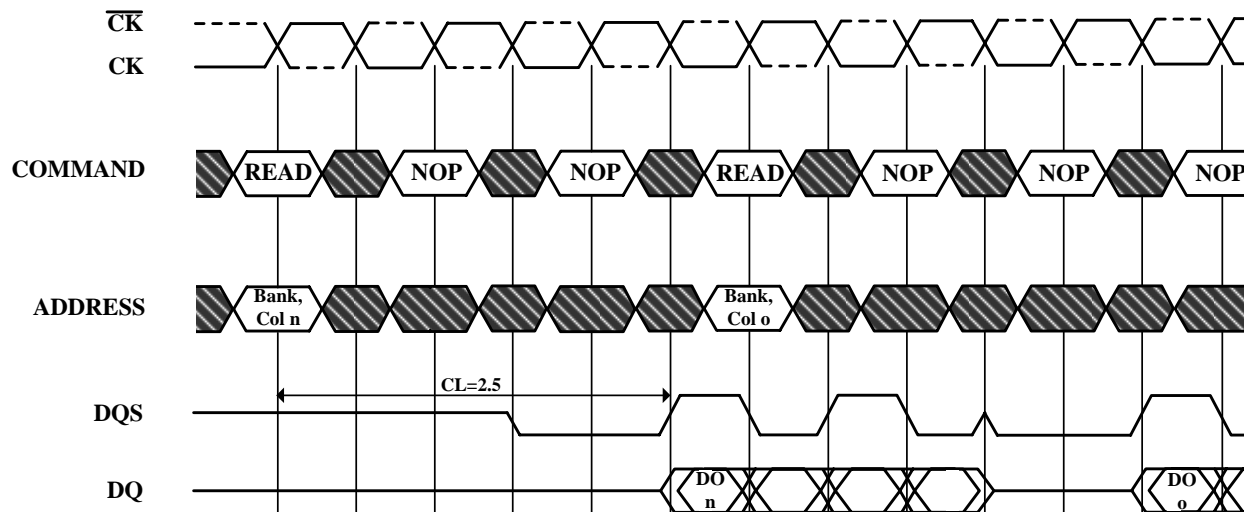 CK
CK
COMMAND READ NOP NOP READ NOP NOP NOP
ADDRESS Bank, Col n Bank, Col o
CL=2.5
DQS
DQ DO n DO o